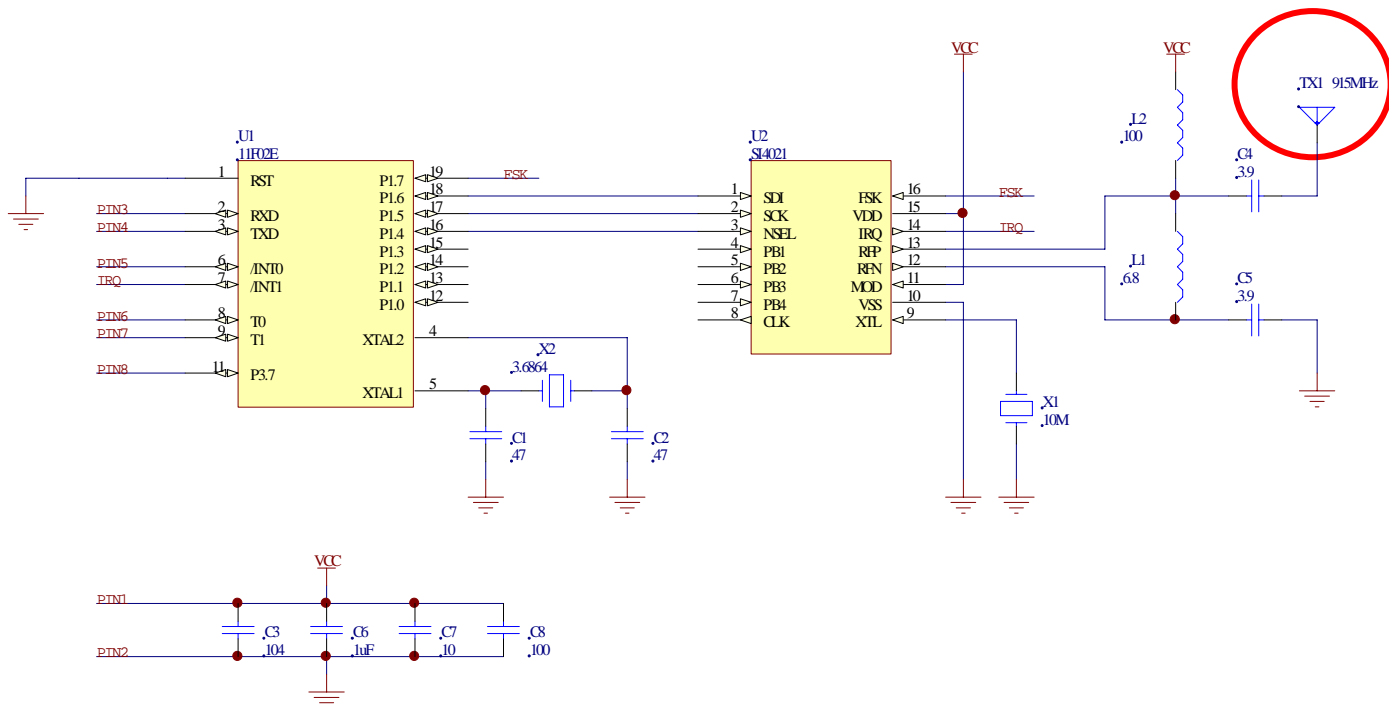 VCC
VCC
.TX1 915MHz
.U1
11F02E
1 RST
PIN3 2 RXD
PIN4 3 TXD
PIN5 6 /INT0
IRQ 7 /INT1
PIN6 8 T0
PIN7 9 T1
PIN8 11 P3.7
P1.7 19 FSK
P1.6 18
P1.5 17
P1.4 16
P1.3 15
P1.2 14
P1.1 13
P1.0 12
XTAL2 4
XTAL1 5
.X2
.3.6864
.C1
.47
.C2
.47
.U2
SI4021
1 SDI
2 SCK
3 NSEL
4 PB1
5 PB2
6 PB3
7 PB4
8 CLK
FSK 16 FSK
VDD 15
IRQ 14 IRQ
RFP 13
RFN 12
MOD 11
VSS 10
XTL 9
.X1
.10M
.L2
.100
.L1
.6.8
.C4
.3.9
.C5
.3.9
VCC
PIN1
PIN2
.C3
.104
.C6
.1uF
.C7
.10
.C8
.100